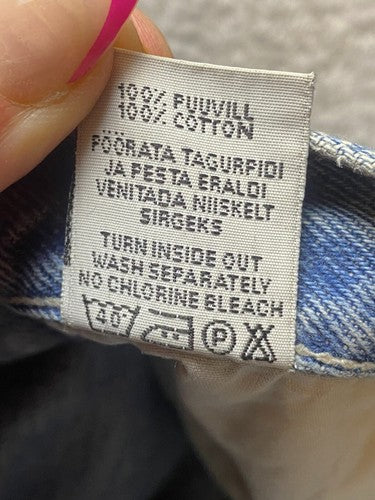 100% PUUVILL
100% COTTON
PÖÖRATA TAGURPIDI
JA PESTA ERALDI
VENITADA NIISKELT
SIRGEKS
TURN INSIDE OUT
WASH SEPARATELY
NO CHLORINE BLEACH
40 P